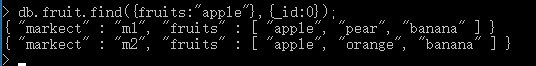 > db.fruit.find({fruits:"apple"},{_id:0});
{ "markect" : "m1", "fruits" : [ "apple", "pear", "banana" ] }
{ "markect" : "m2", "fruits" : [ "apple", "orange", "banana" ] }
>